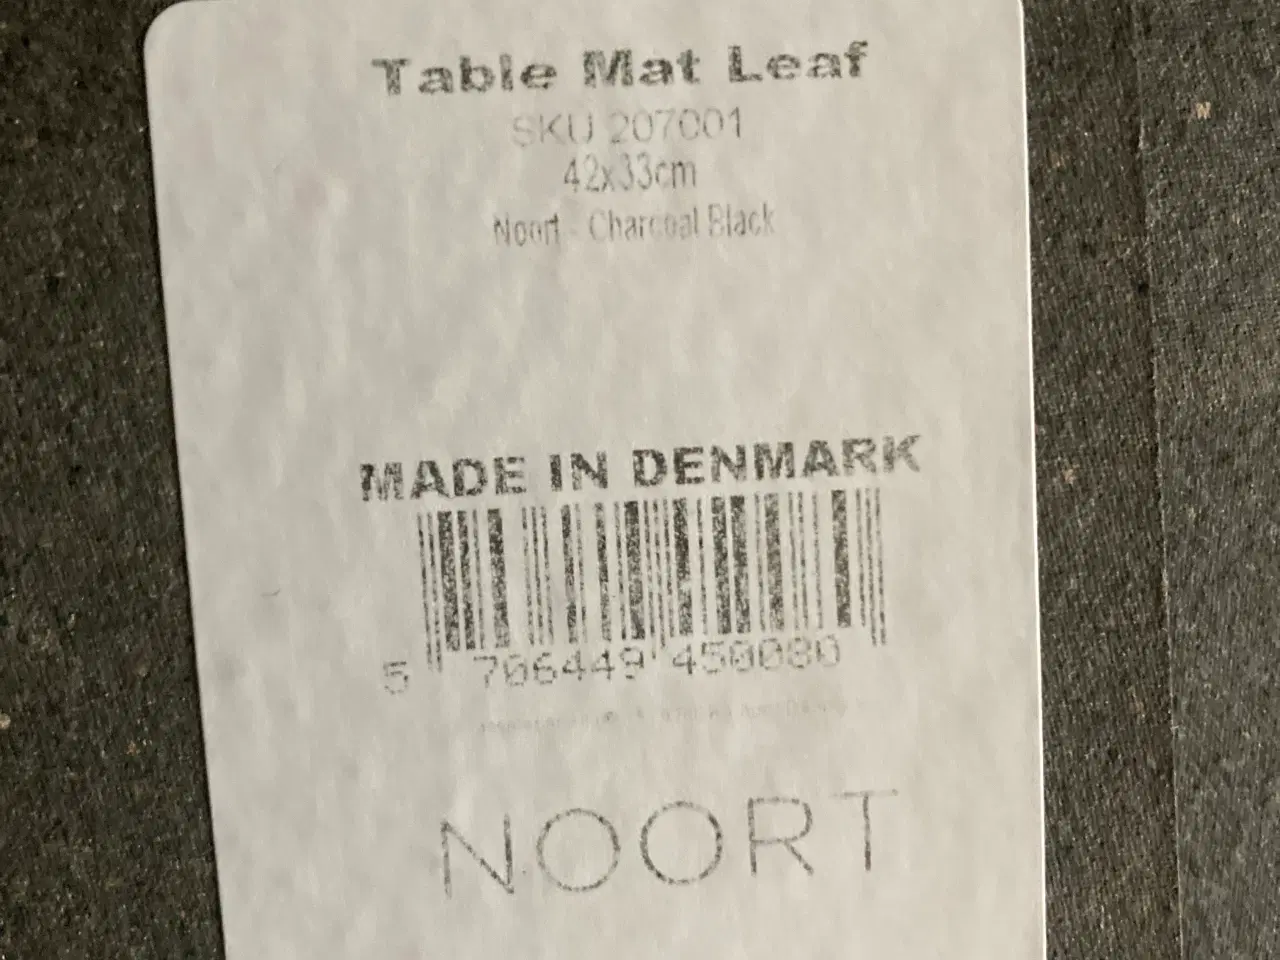 Table Mat Leaf
SKU 207001
42x33cm
Noort - Charcoal Black
MADE IN DENMARK
5 706449 450080
NOORT